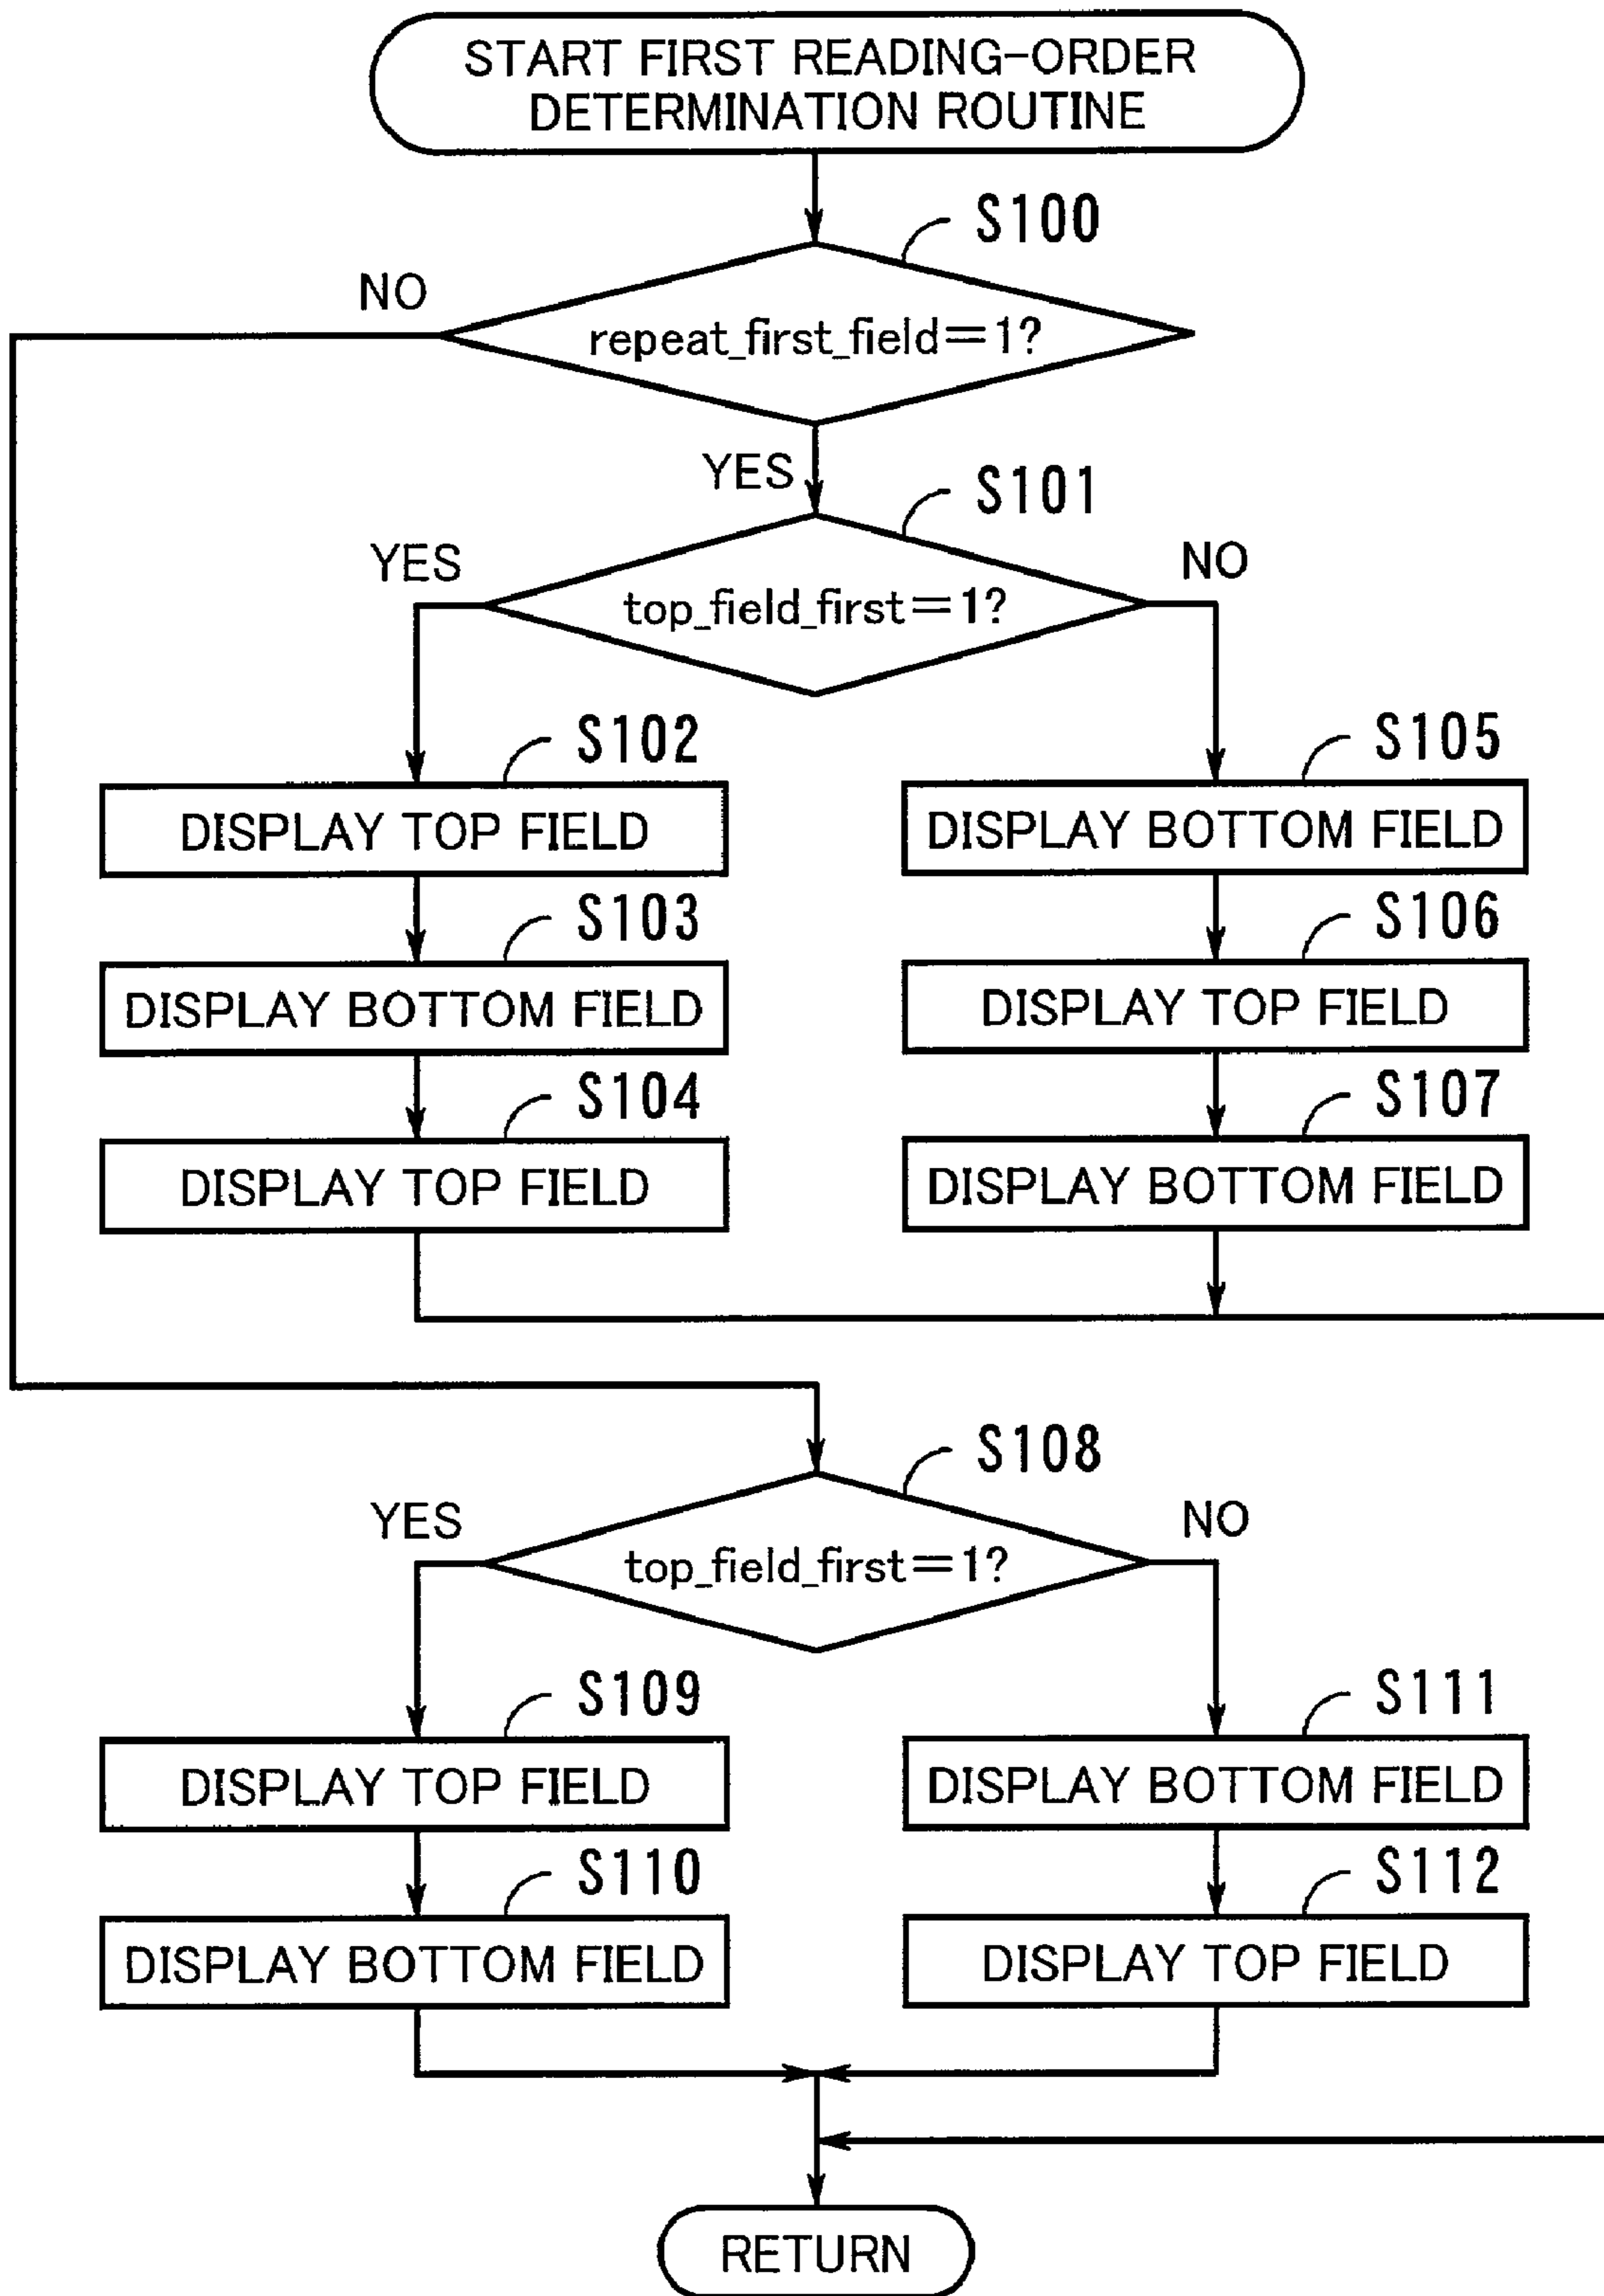 START FIRST READING-ORDER
DETERMINATION ROUTINE
S100
NO
repeat_first_field=1?
YES
S101
YES
NO
top_field_first=1?
S102
S105
DISPLAY TOP FIELD
DISPLAY BOTTOM FIELD
S103
S106
DISPLAY BOTTOM FIELD
DISPLAY TOP FIELD
S104
S107
DISPLAY TOP FIELD
DISPLAY BOTTOM FIELD
S108
YES
NO
top_field_first=1?
S109
S111
DISPLAY TOP FIELD
DISPLAY BOTTOM FIELD
S110
S112
DISPLAY BOTTOM FIELD
DISPLAY TOP FIELD
RETURN